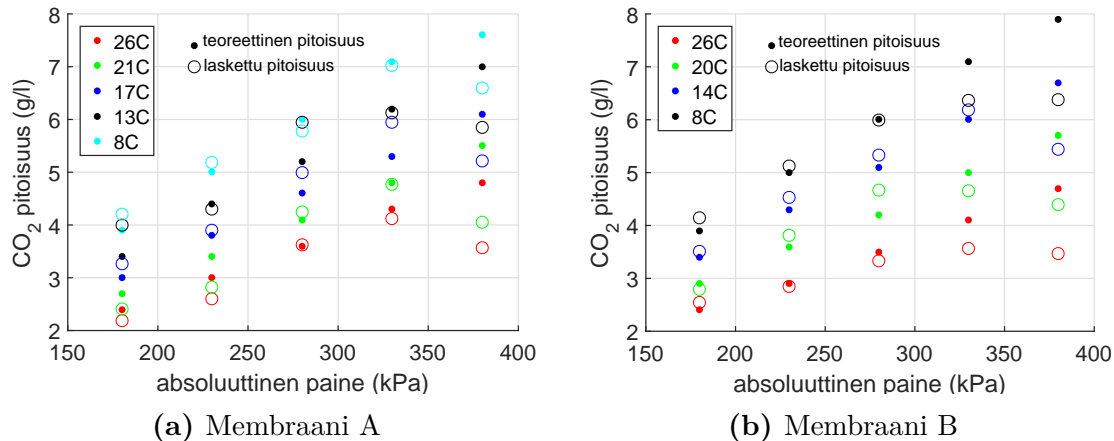 8
7
6
5
4
3
2
CO2 pitoisuus (g/l)
26C
21C
17C
13C
8C
teoreettinen pitoisuus
laskettu pitoisuus
150 200 250 300 350 400
absoluuttinen paine (kPa)
(a) Membraani A
8
7
6
5
4
3
2
CO2 pitoisuus (g/l)
26C
20C
14C
8C
teoreettinen pitoisuus
laskettu pitoisuus
150 200 250 300 350 400
absoluuttinen paine (kPa)
(b) Membraani B